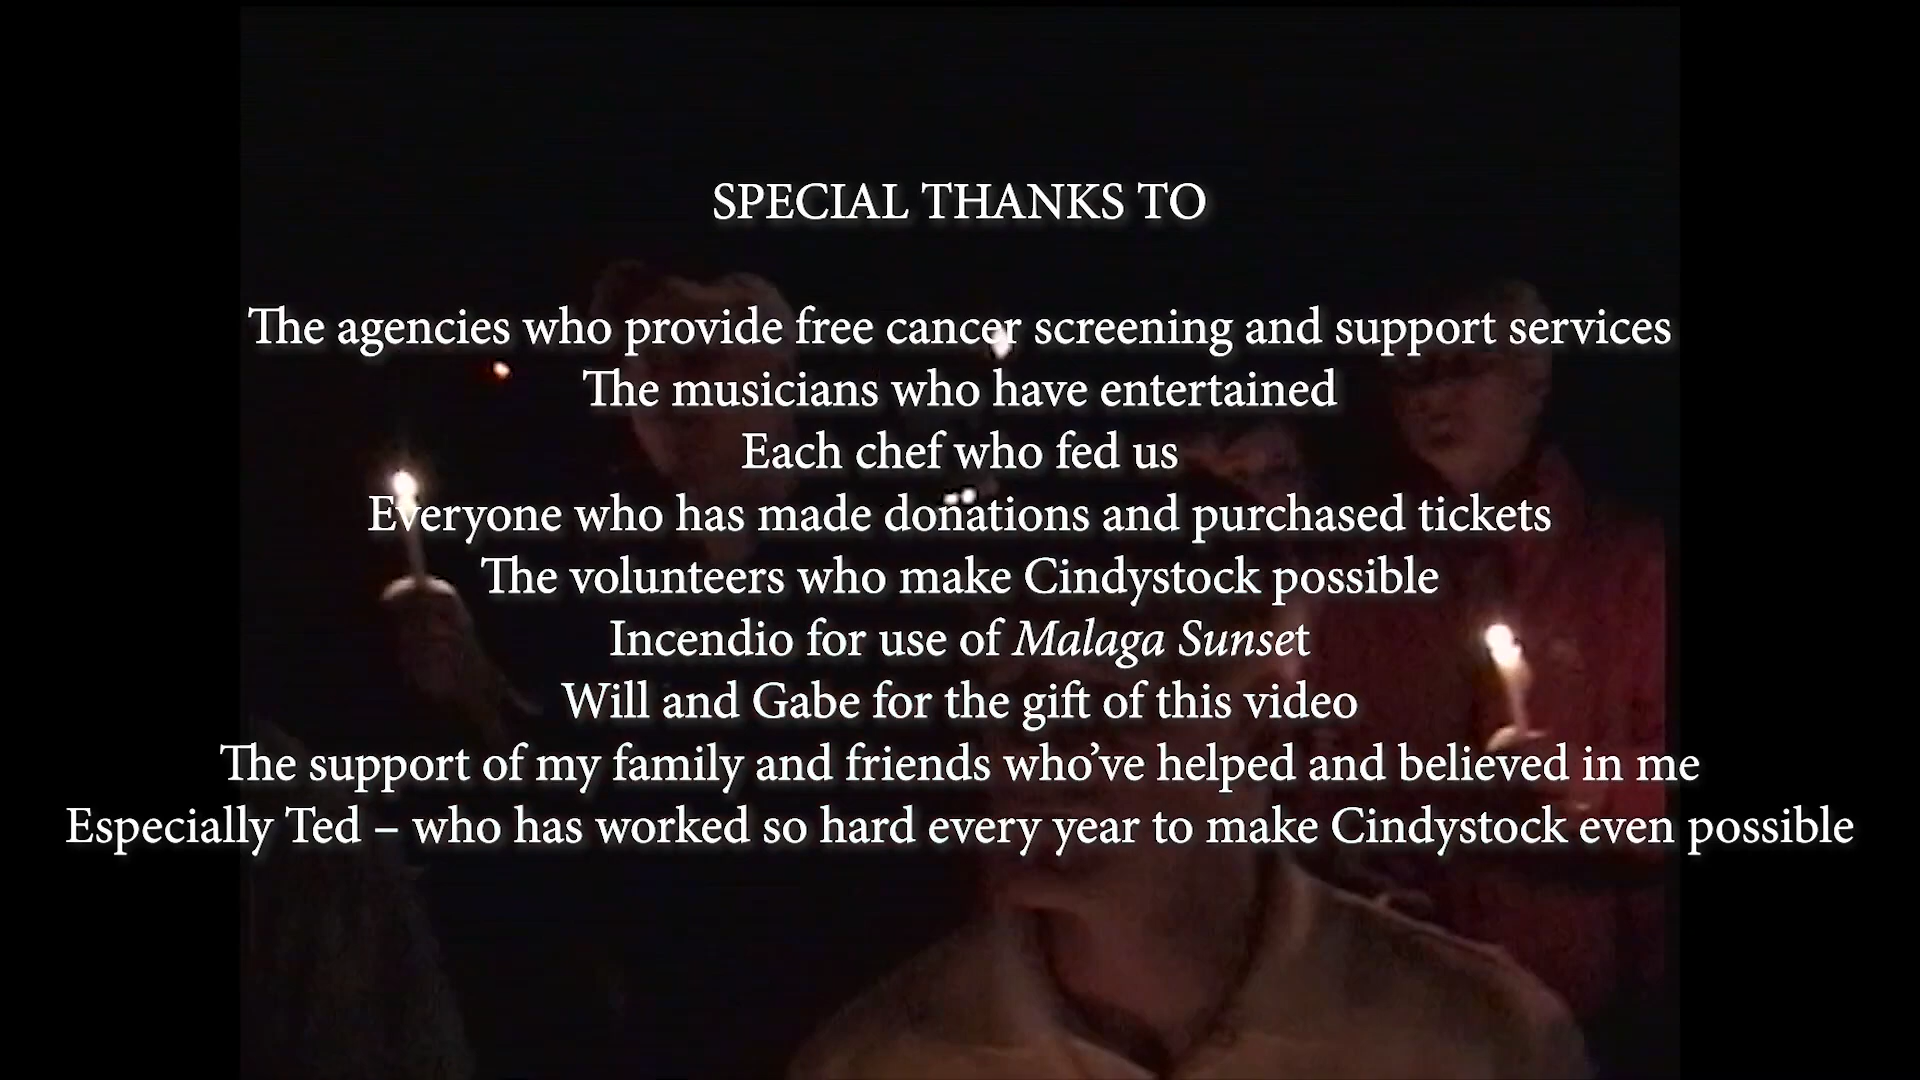 SPECIAL THANKS TO
The agencies who provide free cancer screening and support services
The musicians who have entertained
Each chef who fed us
Everyone who has made donations and purchased tickets
The volunteers who make Cindystock possible
Incendio for use of Malaga Sunset
Will and Gabe for the gift of this video
The support of my family and friends who’ve helped and believed in me
Especially Ted – who has worked so hard every year to make Cindystock even possible